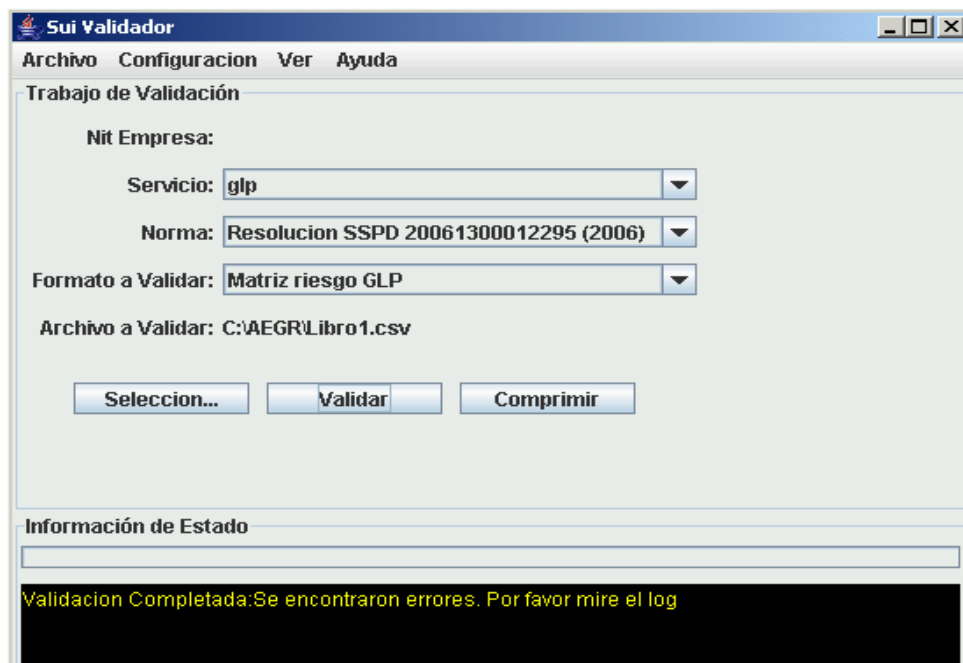 Sui Validador
Archivo Configuracion Ver Ayuda
Trabajo de Validación
Nit Empresa:
Servicio: glp
Norma: Resolucion SSPD 20061300012295 (2006)
Formato a Validar: Matriz riesgo GLP
Archivo a Validar: C:\AEGR\Libro1.csv
Seleccion... Validar Comprimir
Información de Estado
Validacion Completada:Se encontraron errores. Por favor mire el log